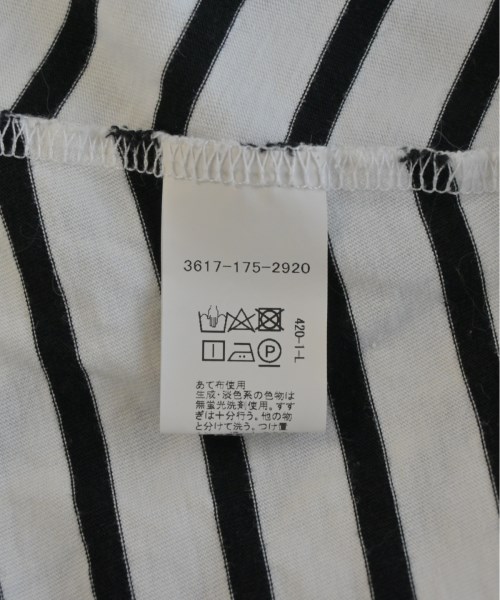 3617-175-2920
420-1-L
P
あて布使用
生成・淡色系の色物は
無蛍光洗剤使用。すす
ぎは十分行う。他の物
と分けて洗う。つけ置